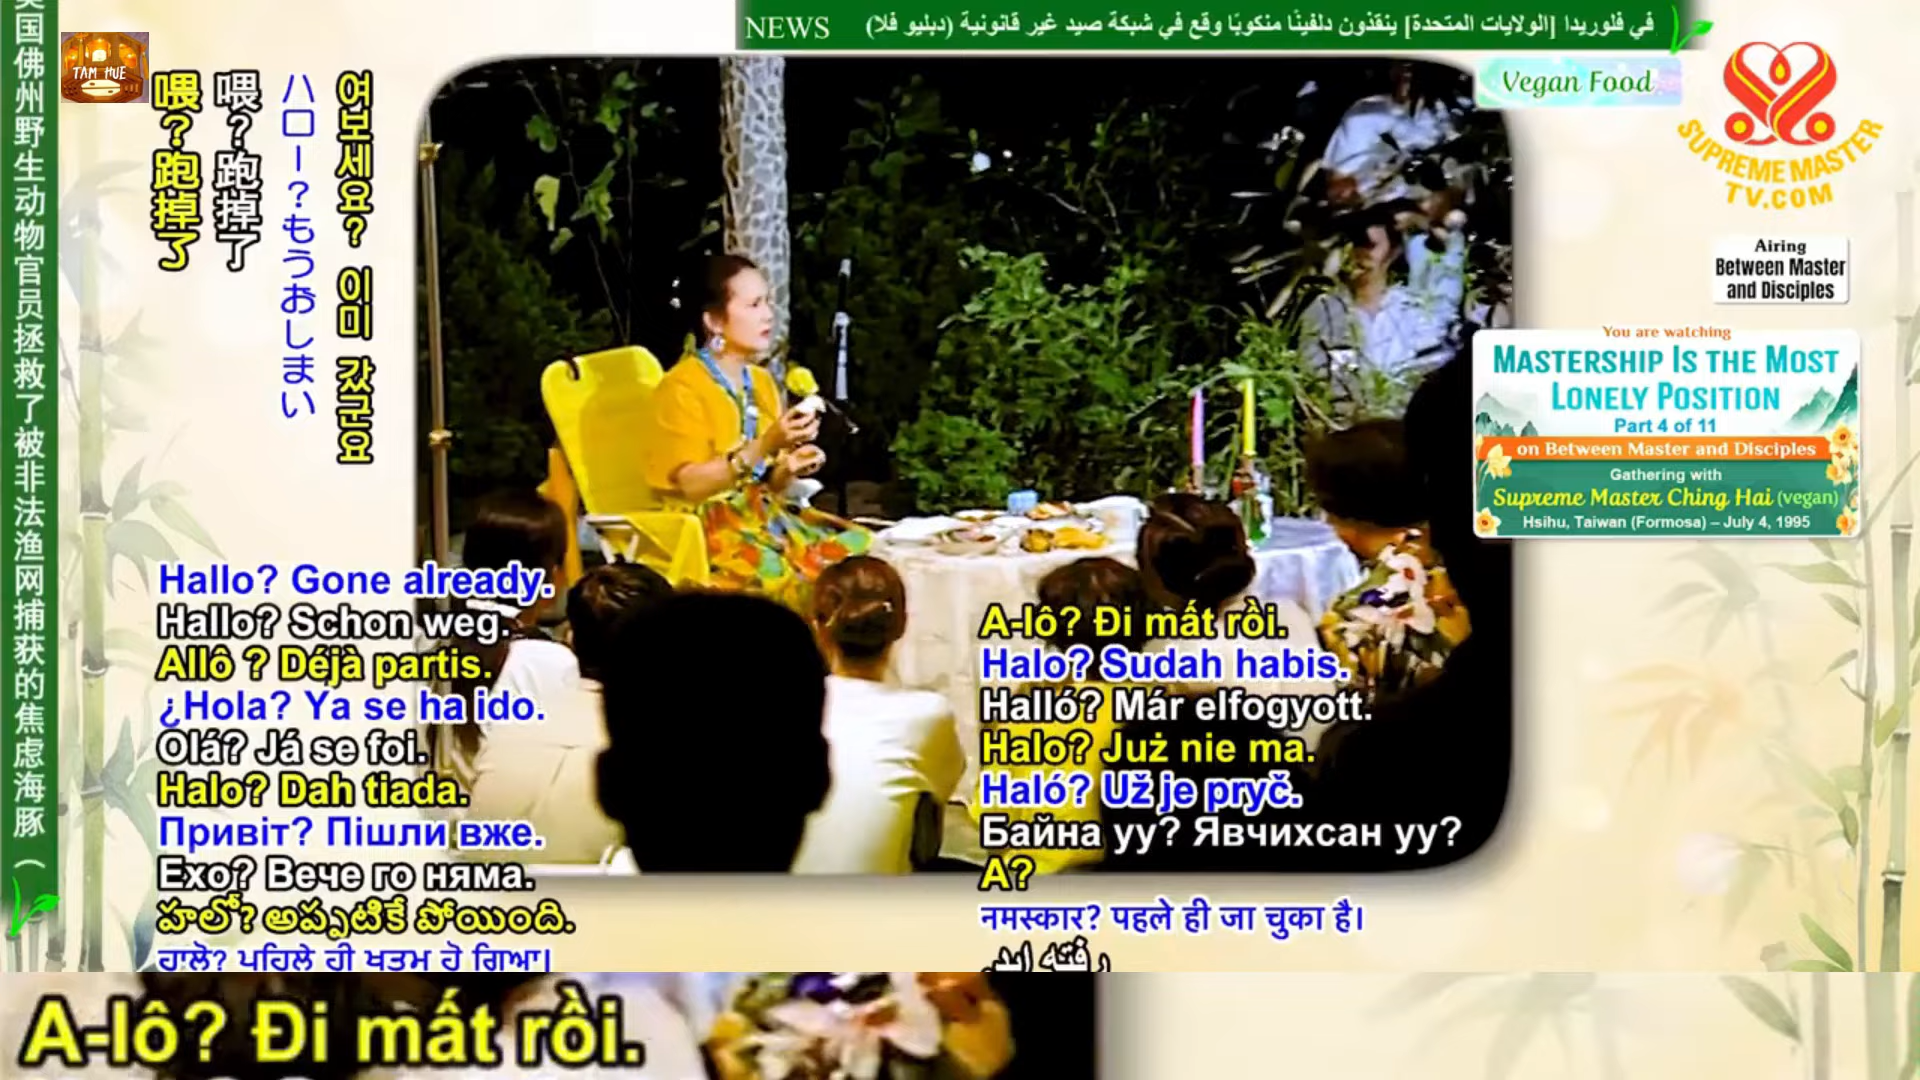 NEWS
في فلوريدا [الولايات المتحدة] ينقذون دلفينًا منكوبًا وقع في شبكة صيد غير قانونية (دبليو فلا)
国佛州野生动物官员拯救了被非法渔网捕获的焦虑海豚（
TAM HUE
여보세요? 이미 갔군요
ハロー？もうおしまい
喂？跑掉了
喂？跑掉了
Vegan Food
SUPREME MASTER
TV.COM
Airing
Between Master
and Disciples
You are watching
MASTERSHIP IS THE MOST
LONELY POSITION
Part 4 of 11
on Between Master and Disciples
Gathering with
Supreme Master Ching Hai (vegan)
Hsihu, Taiwan (Formosa) – July 4, 1995
Hallo? Gone already.
Hallo? Schon weg.
Allô ? Déjà partis.
¿Hola? Ya se ha ido.
Olá? Já se foi.
Halo? Dah tiada.
Привіт? Пішли вже.
Ехо? Вече го няма.
హలో? అప్పటికే పోయింది.
ਹਾਲੋ? ਪਹਿਲੇ ਹੀ ਖਤਮ ਹੋ ਗਿਆ।
A-lô? Đi mất rồi.
Halo? Sudah habis.
Halló? Már elfogyott.
Halo? Już nie ma.
Haló? Už je pryč.
Байна уу? Явчихсан уу?
А?
नमस्कार? पहले ही जा चुका है।
رفته اند.
A-lô? Đi mất rồi.